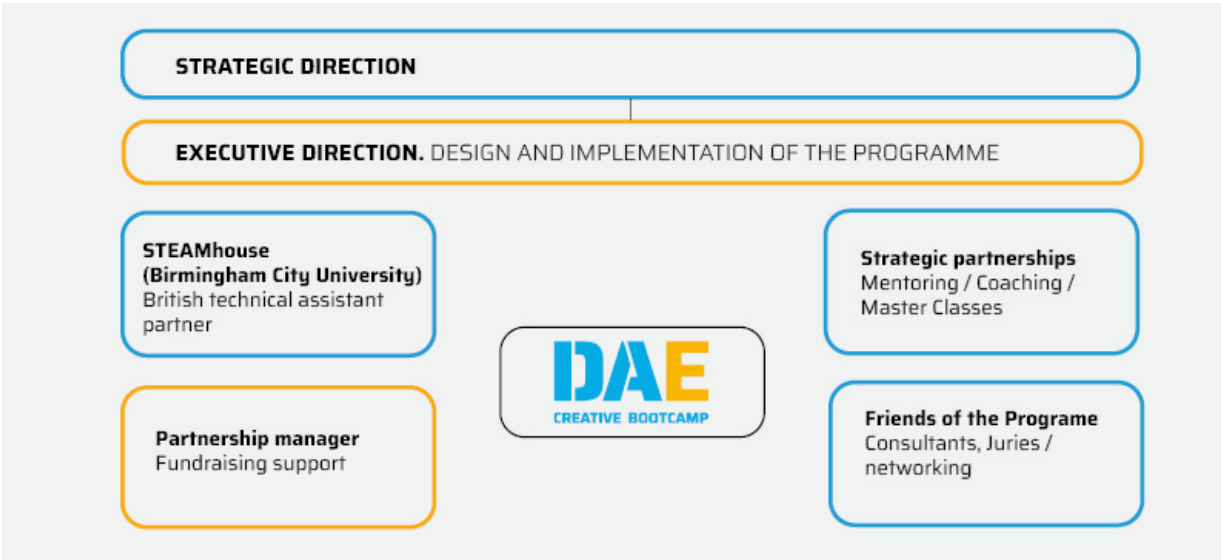 STRATEGIC DIRECTION
EXECUTIVE DIRECTION. DESIGN AND IMPLEMENTATION OF THE PROGRAMME
STEAMhouse
(Birmingham City University)
British technical assistant
partner
Strategic partnerships
Mentoring / Coaching /
Master Classes
DAE
CREATIVE BOOTCAMP
Partnership manager
Fundraising support
Friends of the Programe
Consultants, Juries /
networking